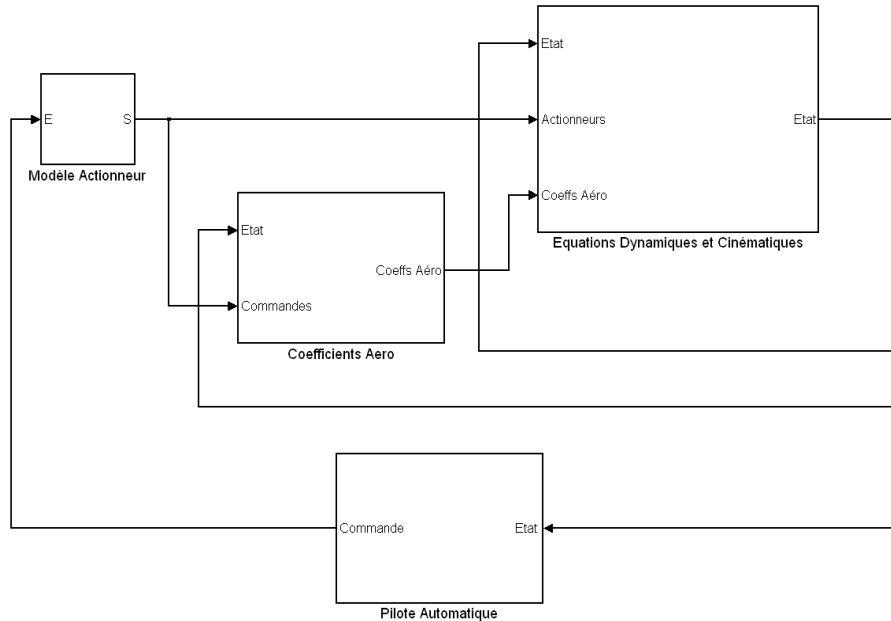 Etat
Actionneurs
Coeffs Aéro
Etat
Equations Dynamiques et Cinématiques
E
S
Modèle Actionneur
Etat
Commandes
Coeffs Aéro
Coefficients Aero
Commande
Etat
Pilote Automatique